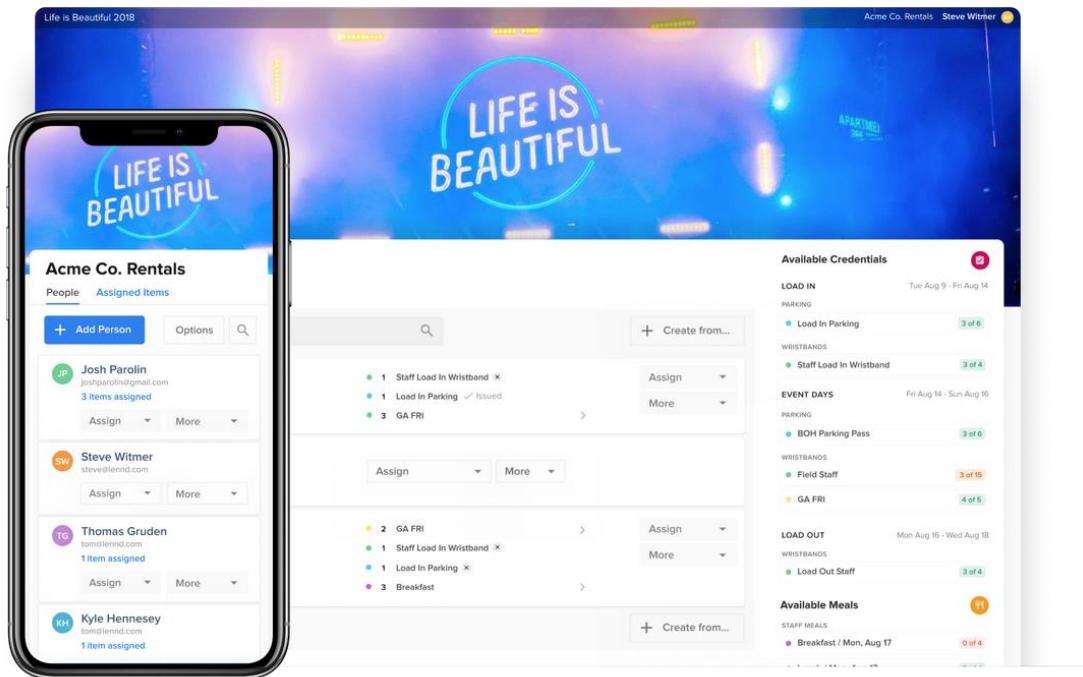 Life is Beautiful 2018
Acme Co. Rentals Steve Witmer
LIFE IS
BEAUTIFUL
LIFE IS
BEAUTIFUL
Acme Co. Rentals
People Assigned Items
+ Add Person Options
JP Josh Parolin
joshparolin@gmail.com
3 items assigned
Assign More
SW Steve Witmer
steve@lennd.com
Assign More
TG Thomas Gruden
tom@lennd.com
1 item assigned
Assign More
KH Kyle Hennesey
tom@lennd.com
1 item assigned
+ Create from...
1 Staff Load In Wristband ×
1 Load In Parking ✓ Issued
3 GA FRI
Assign
More
Assign More
2 GA FRI
1 Staff Load In Wristband ×
1 Load In Parking ×
3 Breakfast
Assign
More
+ Create from...
Available Credentials
LOAD IN Tue Aug 9 - Fri Aug 14
PARKING
Load In Parking 3 of 6
WRISTBANDS
Staff Load In Wristband 3 of 4
EVENT DAYS Fri Aug 14 - Sun Aug 16
PARKING
BOH Parking Pass 3 of 6
WRISTBANDS
Field Staff 3 of 15
GA FRI 4 of 5
LOAD OUT Mon Aug 16 - Wed Aug 18
WRISTBANDS
Load Out Staff 3 of 4
Available Meals
STAFF MEALS
Breakfast / Mon, Aug 17 0 of 4